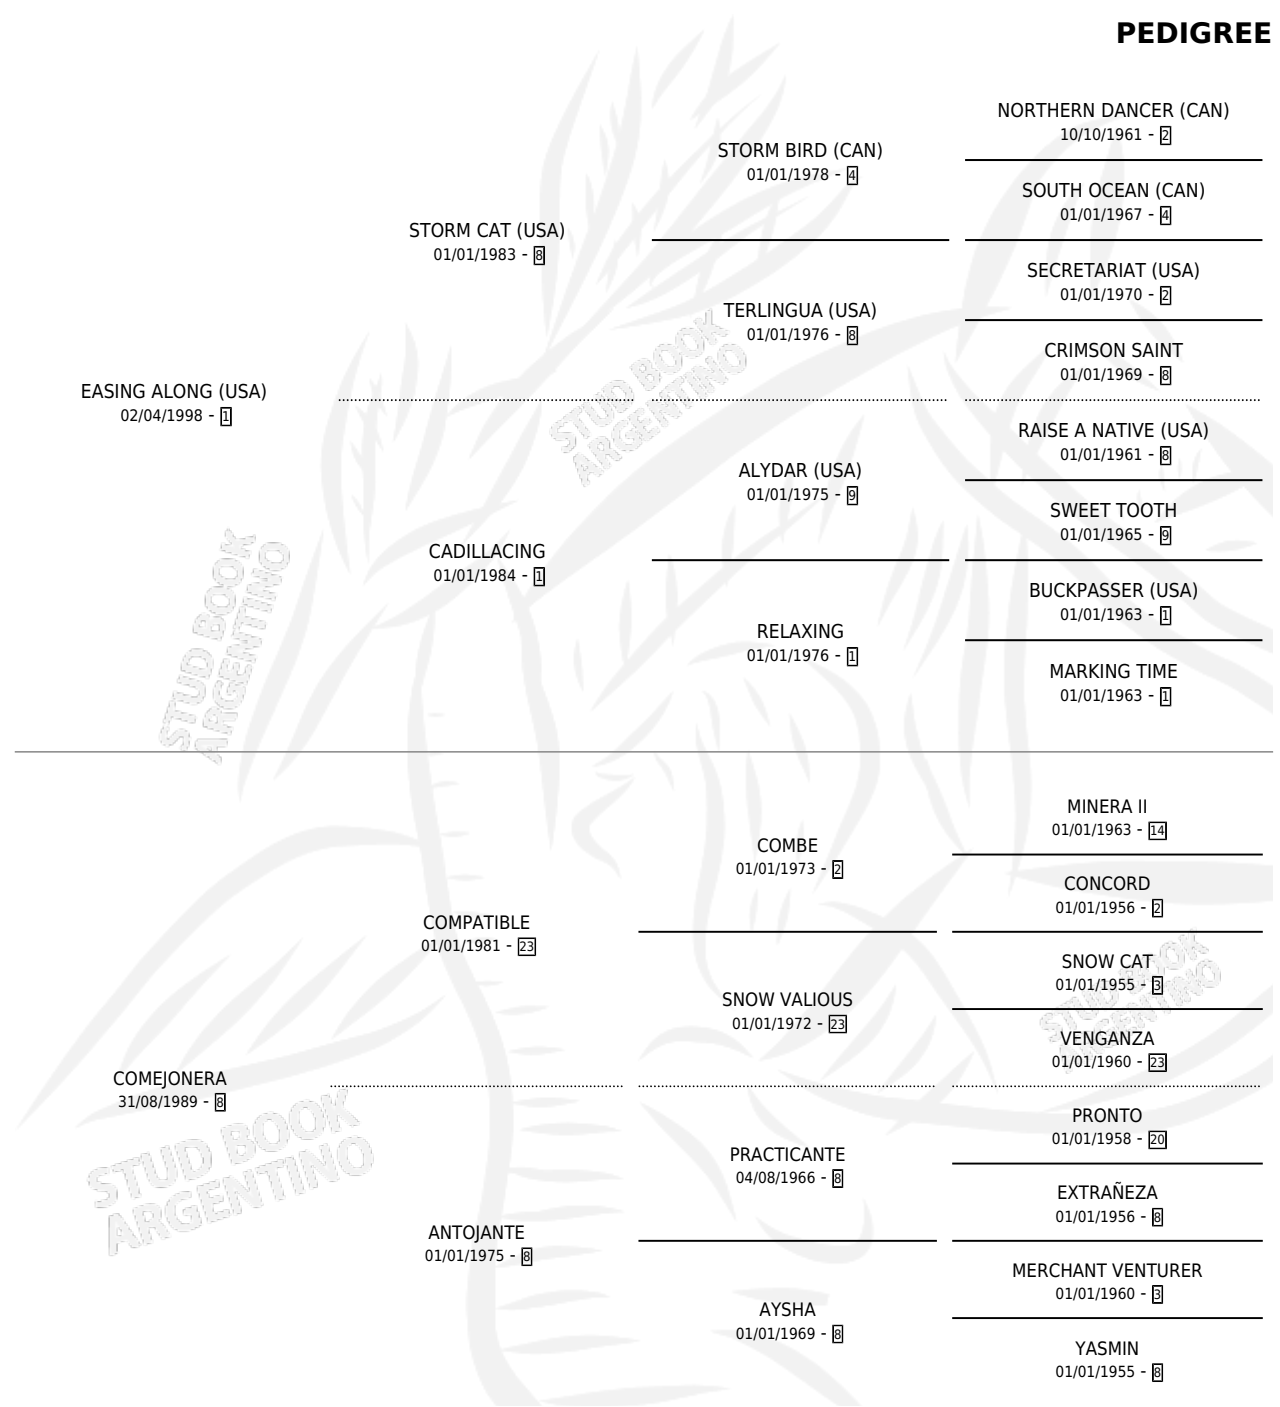 PEDIGREE
NORTHERN DANCER (CAN)
10/10/1961 - 2
STORM BIRD (CAN)
01/01/1978 - 4
SOUTH OCEAN (CAN)
01/01/1967 - 4
STORM CAT (USA)
01/01/1983 - 8
SECRETARIAT (USA)
01/01/1970 - 2
TERLINGUA (USA)
01/01/1976 - 8
CRIMSON SAINT
01/01/1969 - 8
EASING ALONG (USA)
02/04/1998 - 1
RAISE A NATIVE (USA)
01/01/1961 - 8
ALYDAR (USA)
01/01/1975 - 9
SWEET TOOTH
01/01/1965 - 9
CADILLACING
01/01/1984 - 1
BUCKPASSER (USA)
01/01/1963 - 1
RELAXING
01/01/1976 - 1
MARKING TIME
01/01/1963 - 1
MINERA II
01/01/1963 - 14
COMBE
01/01/1973 - 2
CONCORD
01/01/1956 - 2
COMPATIBLE
01/01/1981 - 23
SNOW CAT
01/01/1955 - 3
SNOW VALIOUS
01/01/1972 - 23
VENGANZA
01/01/1960 - 23
COMEJONERA
31/08/1989 - 8
PRONTO
01/01/1958 - 20
PRACTICANTE
04/08/1966 - 8
EXTRAÑEZA
01/01/1956 - 8
ANTOJANTE
01/01/1975 - 8
MERCHANT VENTURER
01/01/1960 - 3
AYSHA
01/01/1969 - 8
YASMIN
01/01/1955 - 8
STUD BOOK
ARGENTINO
STUD BOOK
ARGENTINO
STUD BOOK
ARGENTINO
STUD BOOK
ARGENTINO